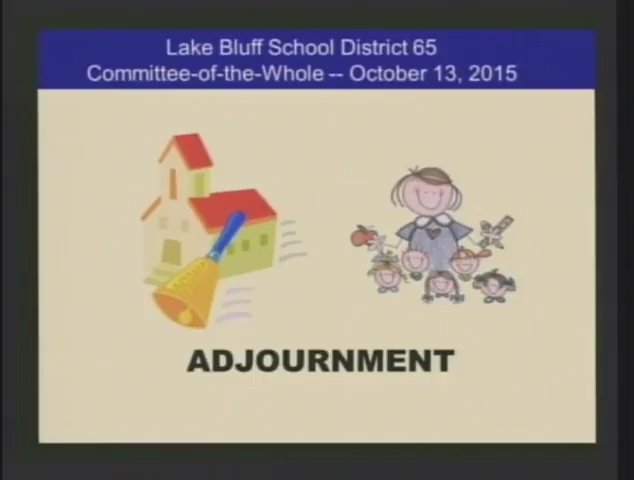 Lake Bluff School District 65
Committee-of-the-Whole -- October 13, 2015
ADJOURNMENT